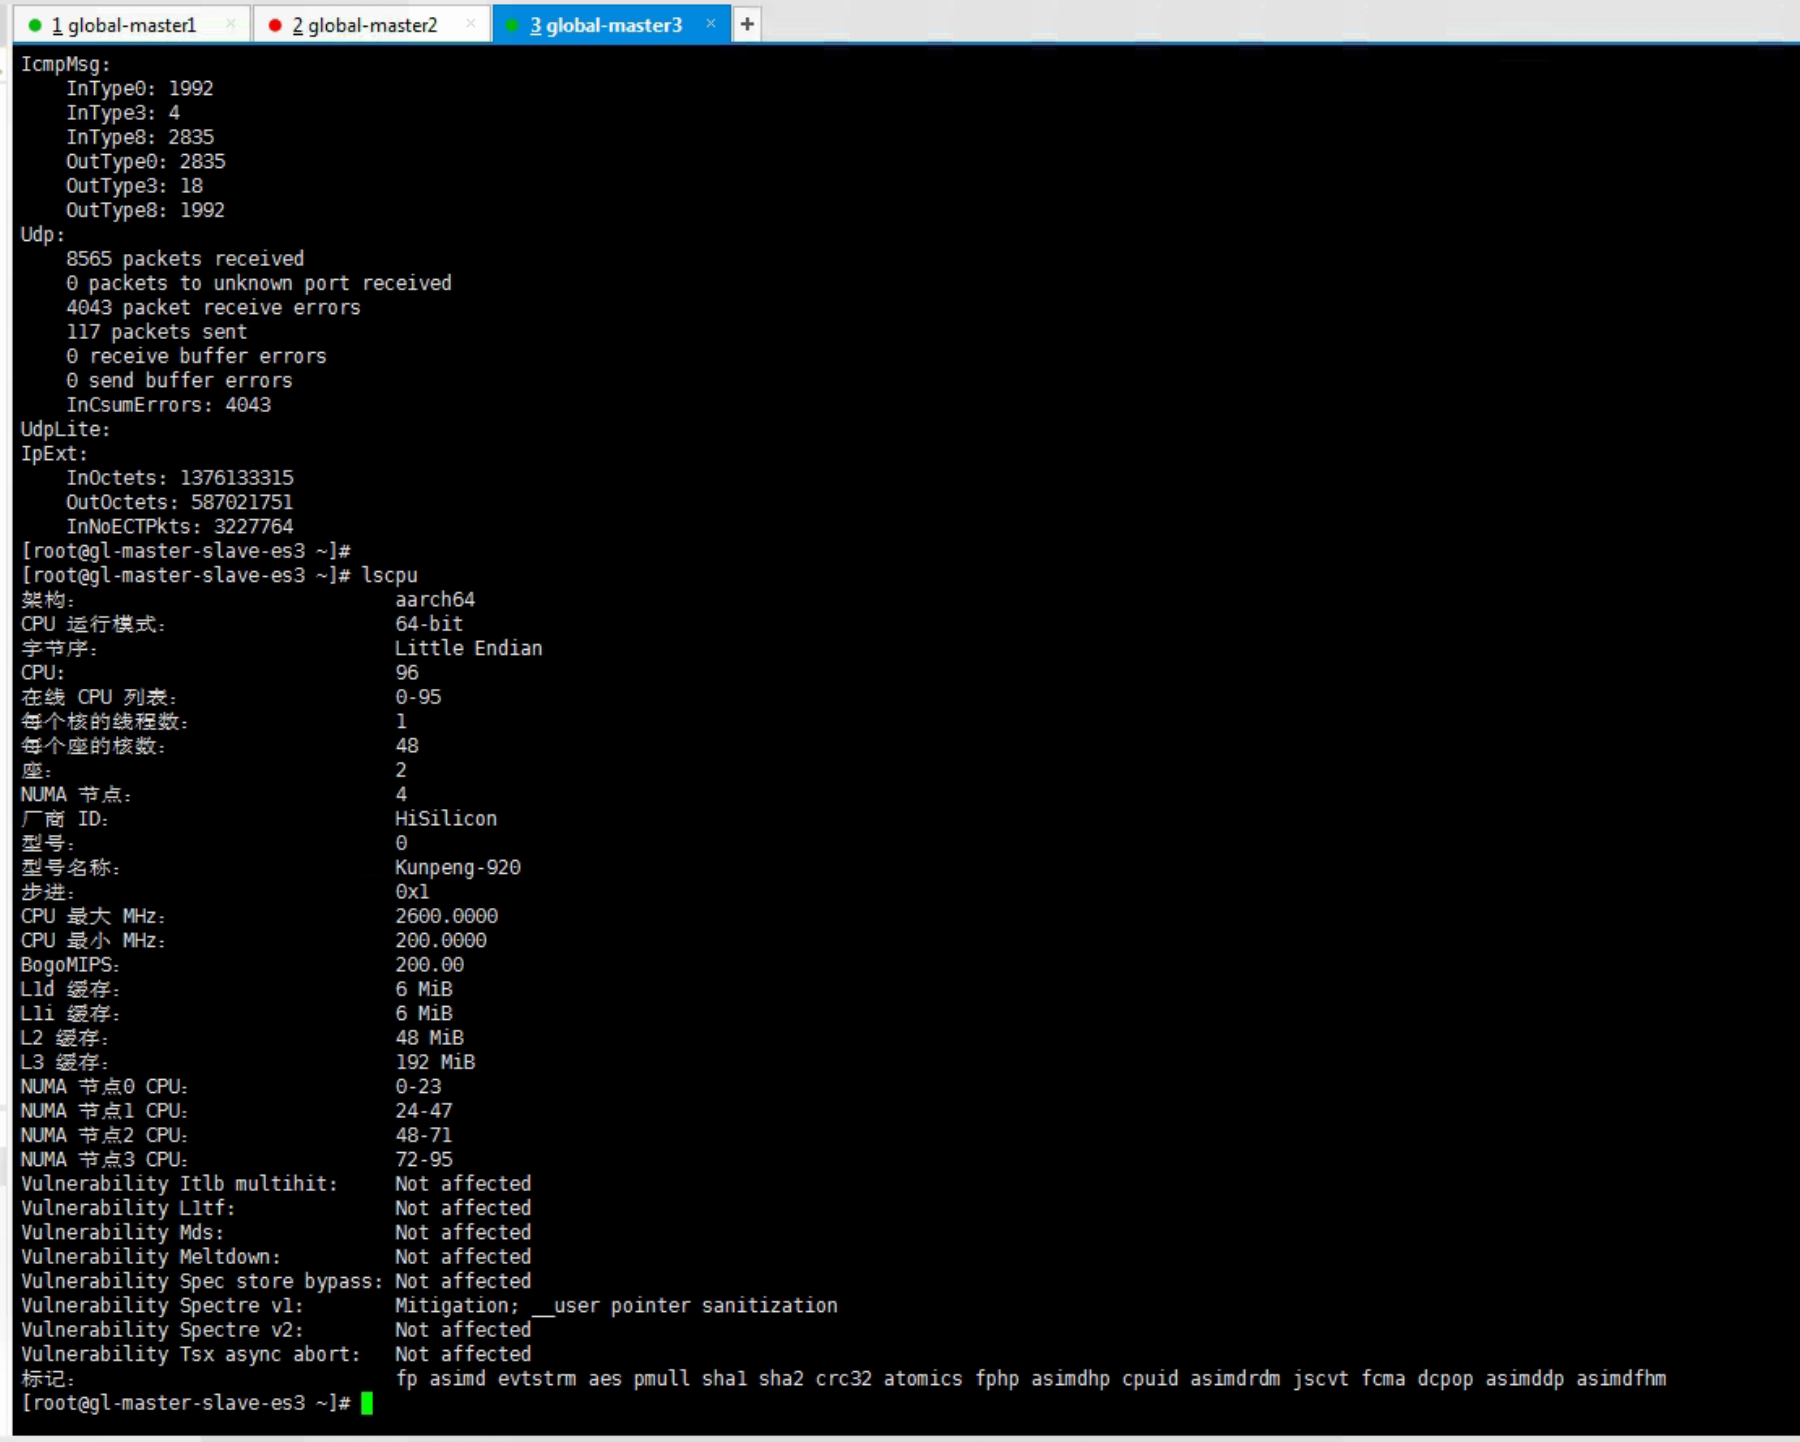 1 global-master1 × 2 global-master2 × 3 global-master3 × +
IcmpMsg:
InType0: 1992
InType3: 4
InType8: 2835
OutType0: 2835
OutType3: 18
OutType8: 1992
Udp:
8565 packets received
0 packets to unknown port received
4043 packet receive errors
117 packets sent
0 receive buffer errors
0 send buffer errors
InCsumErrors: 4043
UdpLite:
IpExt:
InOctets: 1376133315
OutOctets: 587021751
InNoECTPkts: 3227764
[root@gl-master-slave-es3 ~]#
[root@gl-master-slave-es3 ~]# lscpu
架构： aarch64
CPU 运行模式： 64-bit
字节序： Little Endian
CPU: 96
在线 CPU 列表： 0-95
每个核的线程数： 1
每个座的核数： 48
座： 2
NUMA 节点： 4
厂商 ID： HiSilicon
型号： 0
型号名称： Kunpeng-920
步进： 0x1
CPU 最大 MHz： 2600.0000
CPU 最小 MHz： 200.0000
BogoMIPS： 200.00
L1d 缓存： 6 MiB
L1i 缓存： 6 MiB
L2 缓存： 48 MiB
L3 缓存： 192 MiB
NUMA 节点0 CPU： 0-23
NUMA 节点1 CPU： 24-47
NUMA 节点2 CPU： 48-71
NUMA 节点3 CPU： 72-95
Vulnerability Itlb multihit: Not affected
Vulnerability L1tf: Not affected
Vulnerability Mds: Not affected
Vulnerability Meltdown: Not affected
Vulnerability Spec store bypass: Not affected
Vulnerability Spectre v1: Mitigation; __user pointer sanitization
Vulnerability Spectre v2: Not affected
Vulnerability Tsx async abort: Not affected
标记： fp asimd evtstrm aes pmull sha1 sha2 crc32 atomics fphp asimdhp cpuid asimdrdm jscvt fcma dcpop asimddp asimdfhm
[root@gl-master-slave-es3 ~]#